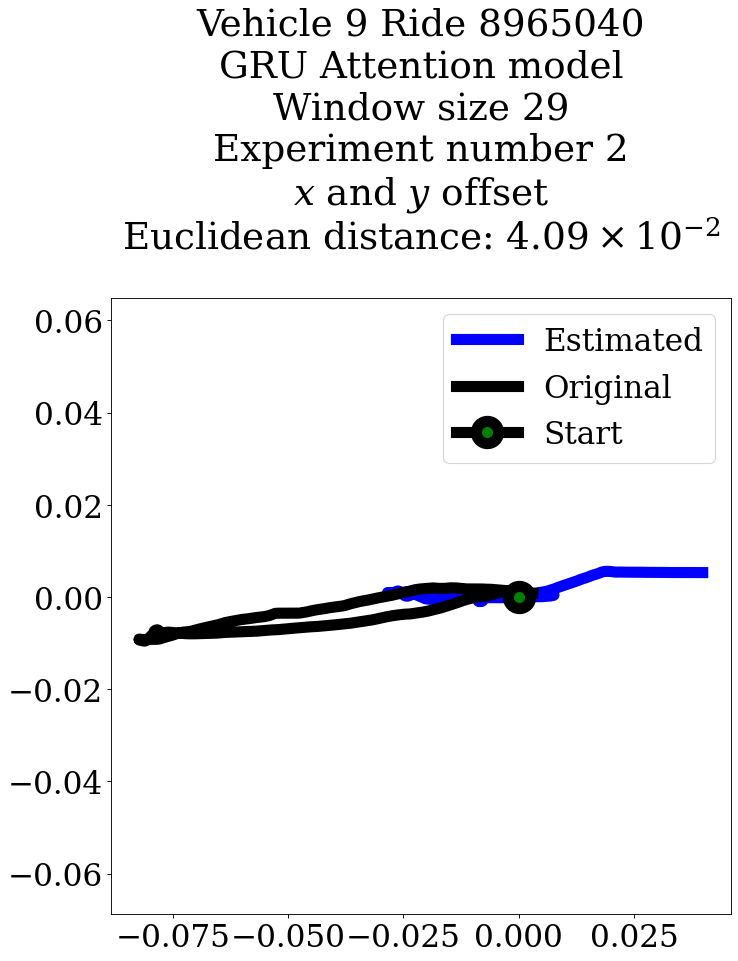 Vehicle 9 Ride 8965040
GRU Attention model
Window size 29
Experiment number 2
x and y offset
Euclidean distance: 4.09 × 10⁻²
Estimated
Original
Start
0.06
0.04
0.02
0.00
−0.02
−0.04
−0.06
−0.075 −0.050 −0.025 0.000 0.025